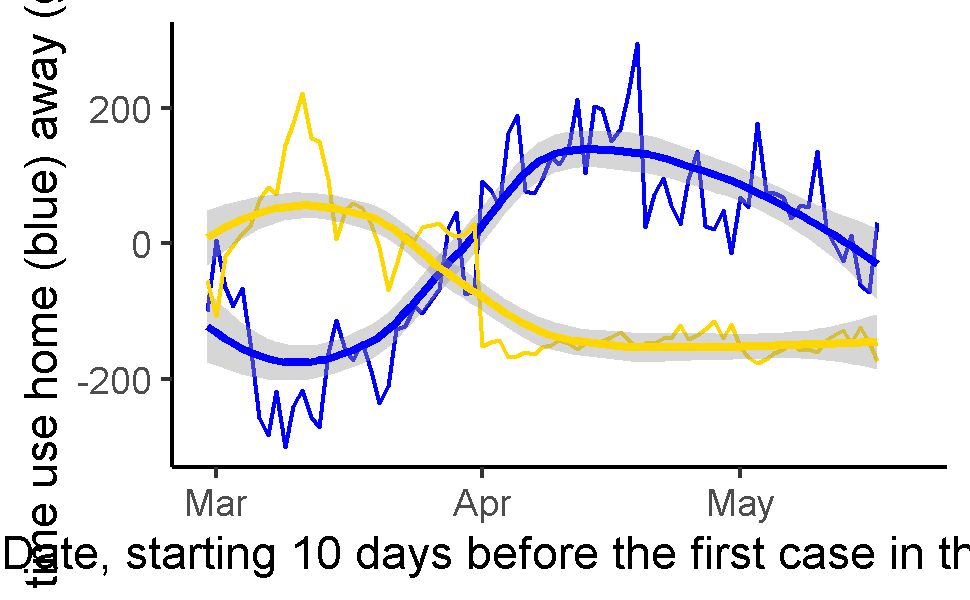 time use home (blue) away (
200
0
-200
Mar Apr May
Date, starting 10 days before the first case in th